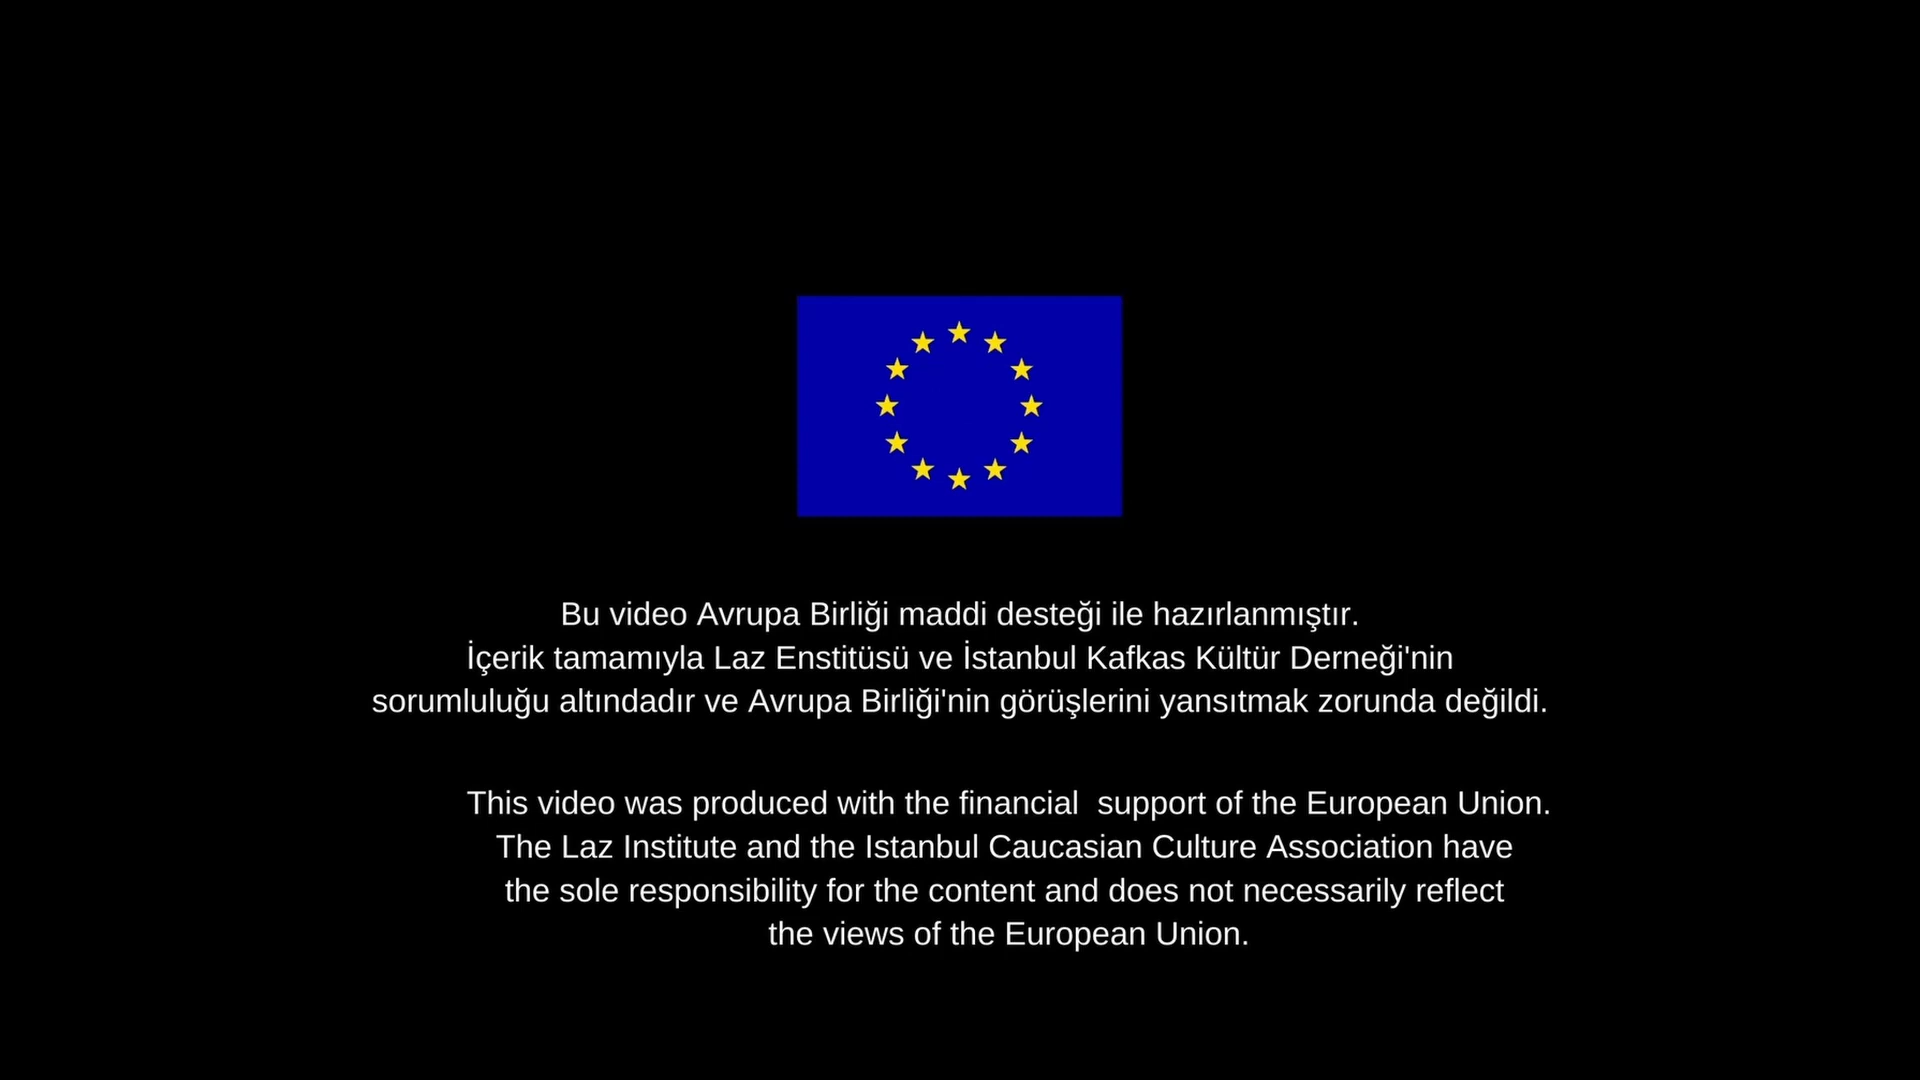 Bu video Avrupa Birliği maddi desteği ile hazırlanmıştır.
İçerik tamamıyla Laz Enstitüsü ve İstanbul Kafkas Kültür Derneği'nin
sorumluluğu altındadır ve Avrupa Birliği'nin görüşlerini yansıtmak zorunda değildi.
This video was produced with the financial  support of the European Union.
The Laz Institute and the Istanbul Caucasian Culture Association have
the sole responsibility for the content and does not necessarily reflect
the views of the European Union.